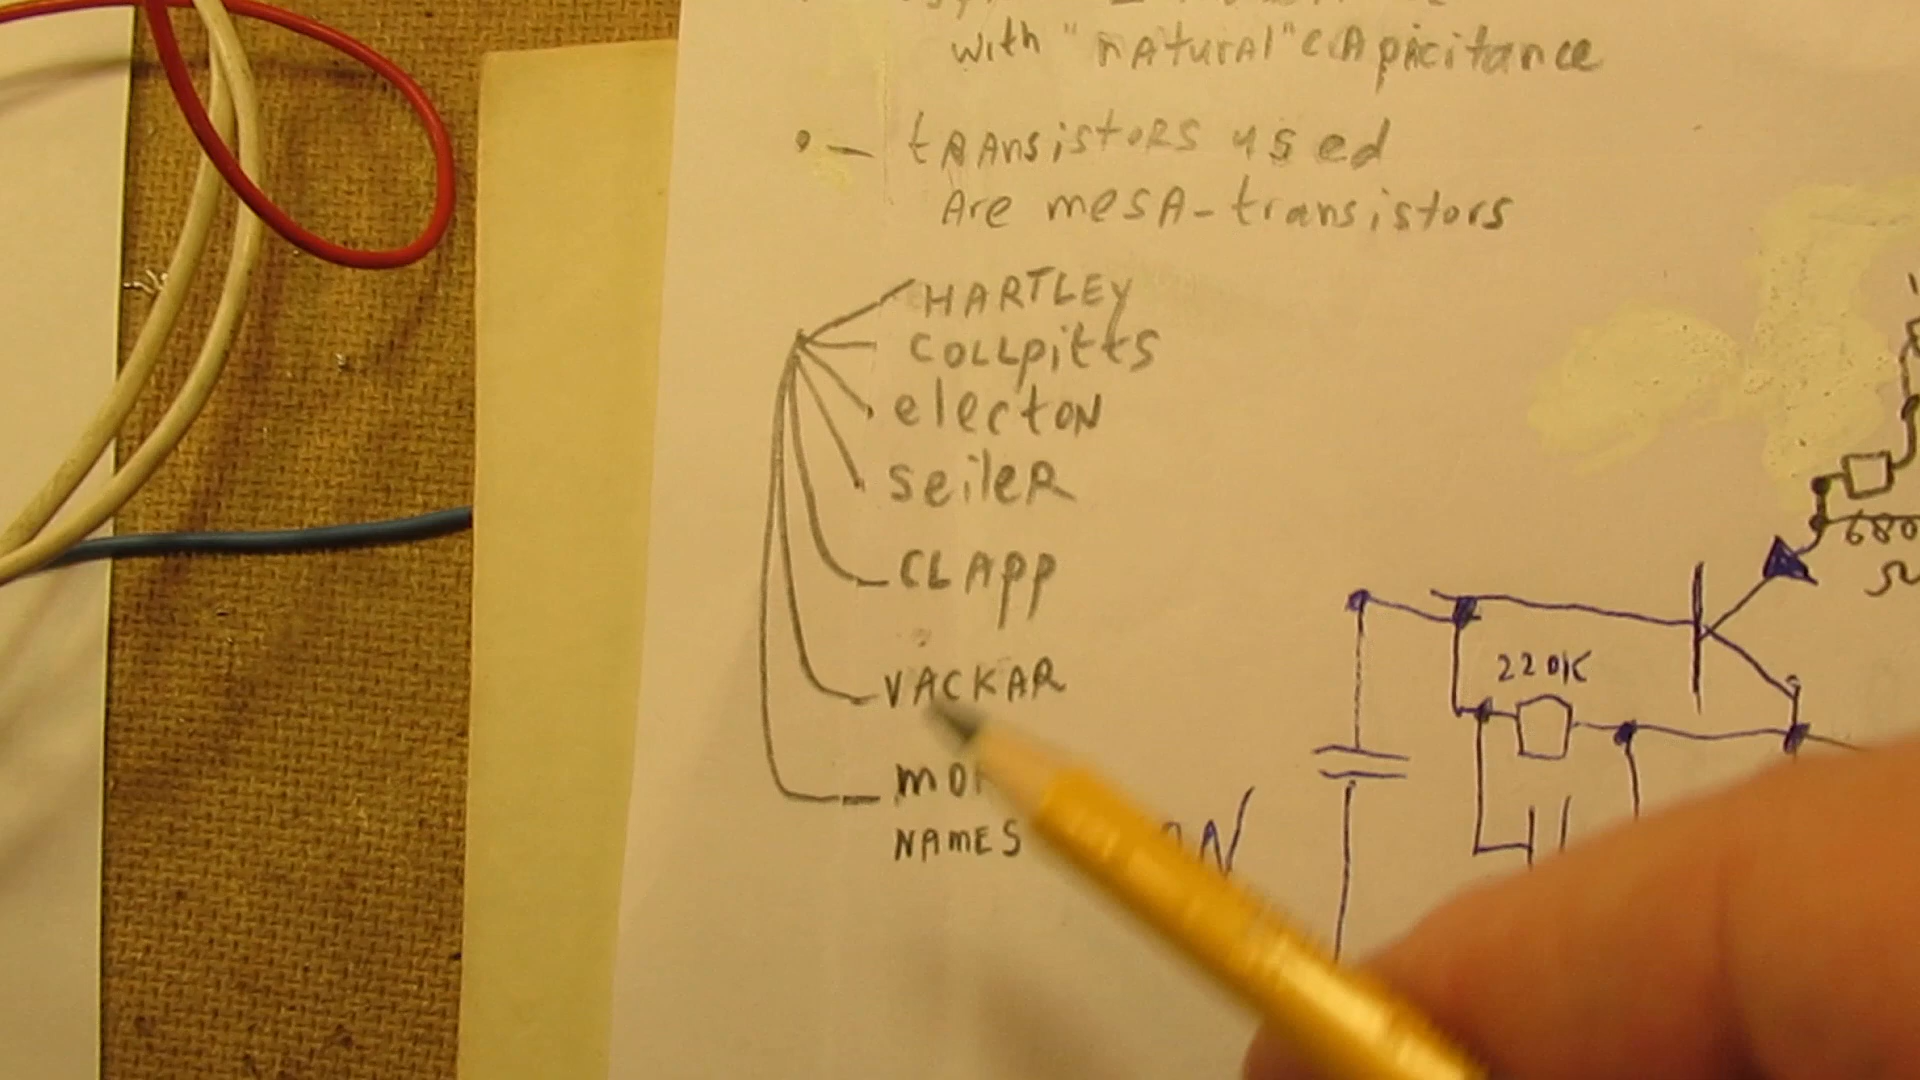 with "natural" capacitance
•- transistors used
Are mesa-transistors
HARTLEY
COLLpitts
electon
seiler
CLAPP
VACKAR
NAMES
220K
680
Ω